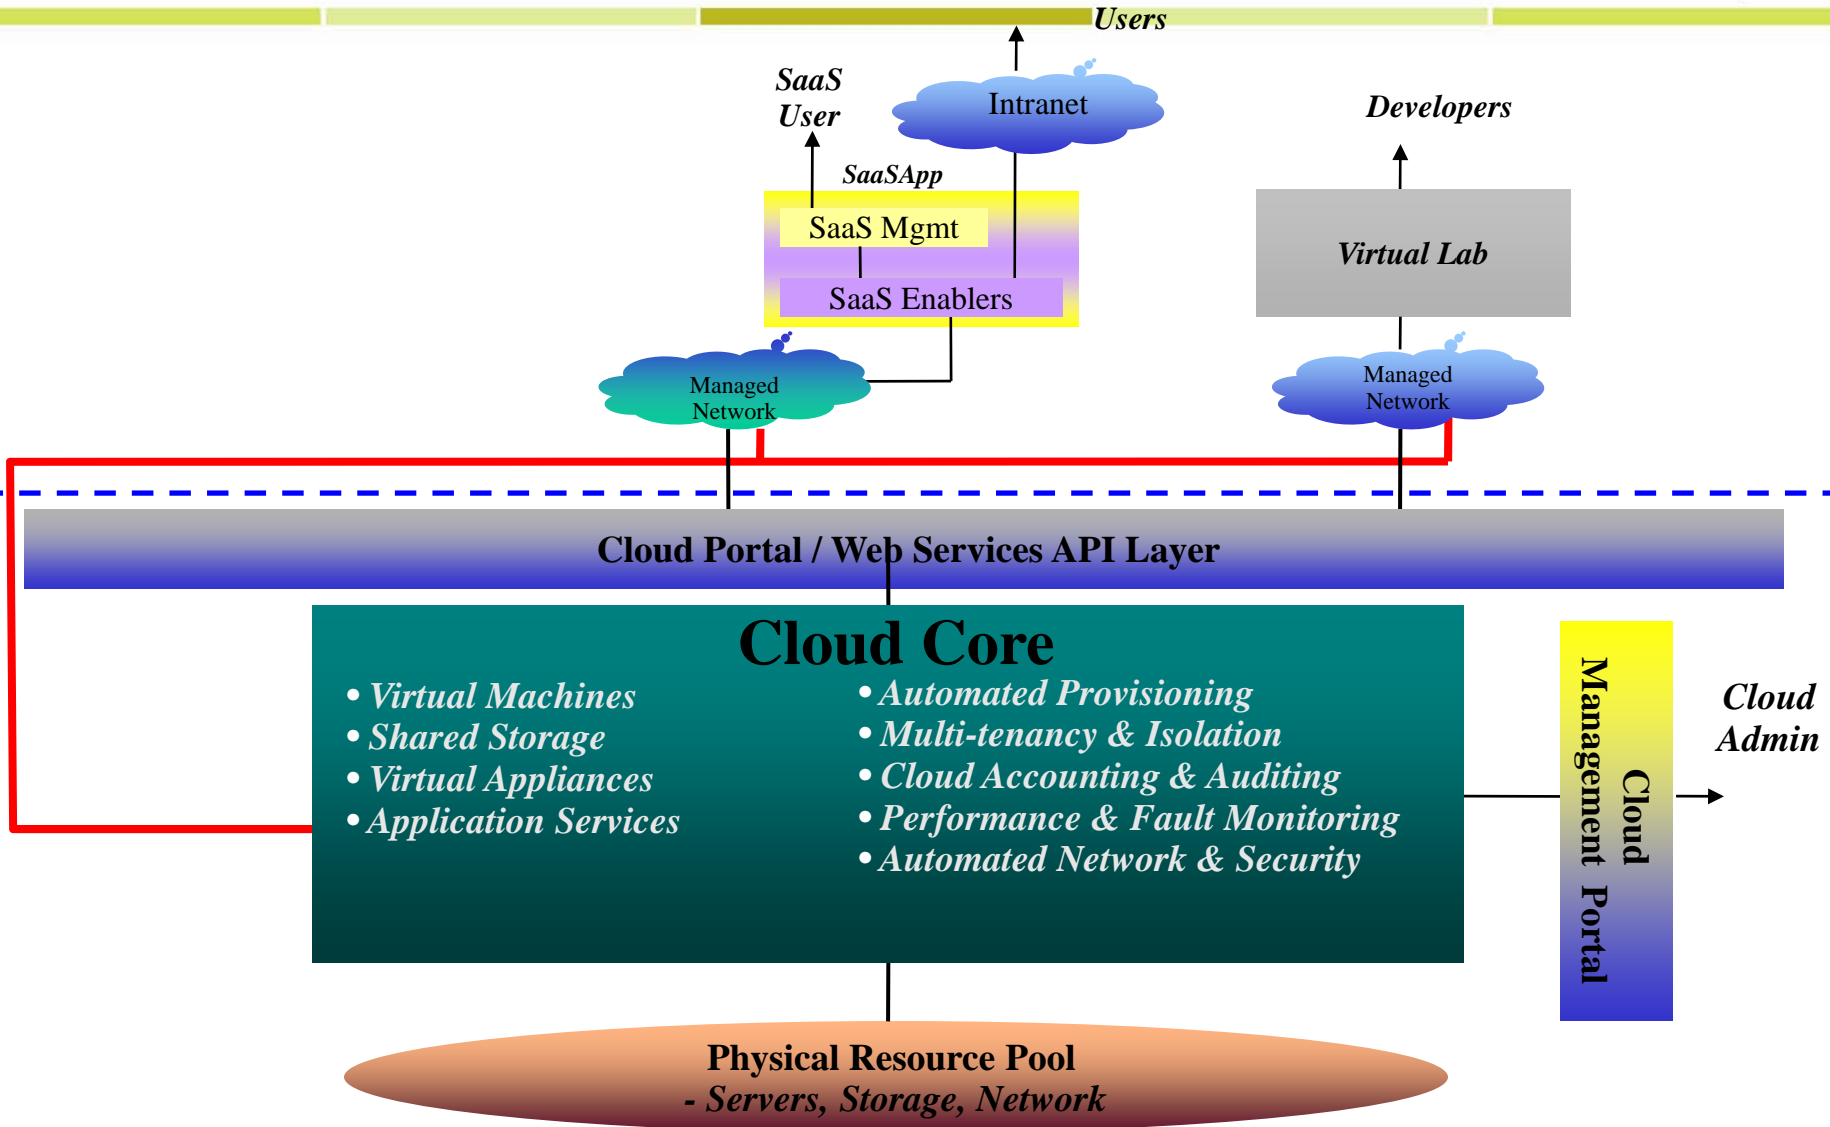 Users
SaaS
User
Intranet
Developers
SaaSApp
SaaS Mgmt
Virtual Lab
SaaS Enablers
Managed
Network
Managed
Network
Cloud Portal / Web Services API Layer
Cloud Core
• Virtual Machines
• Shared Storage
• Virtual Appliances
• Application Services
• Automated Provisioning
• Multi-tenancy & Isolation
• Cloud Accounting & Auditing
• Performance & Fault Monitoring
• Automated Network & Security
Cloud
Management Portal
Cloud
Admin
Physical Resource Pool
- Servers, Storage, Network